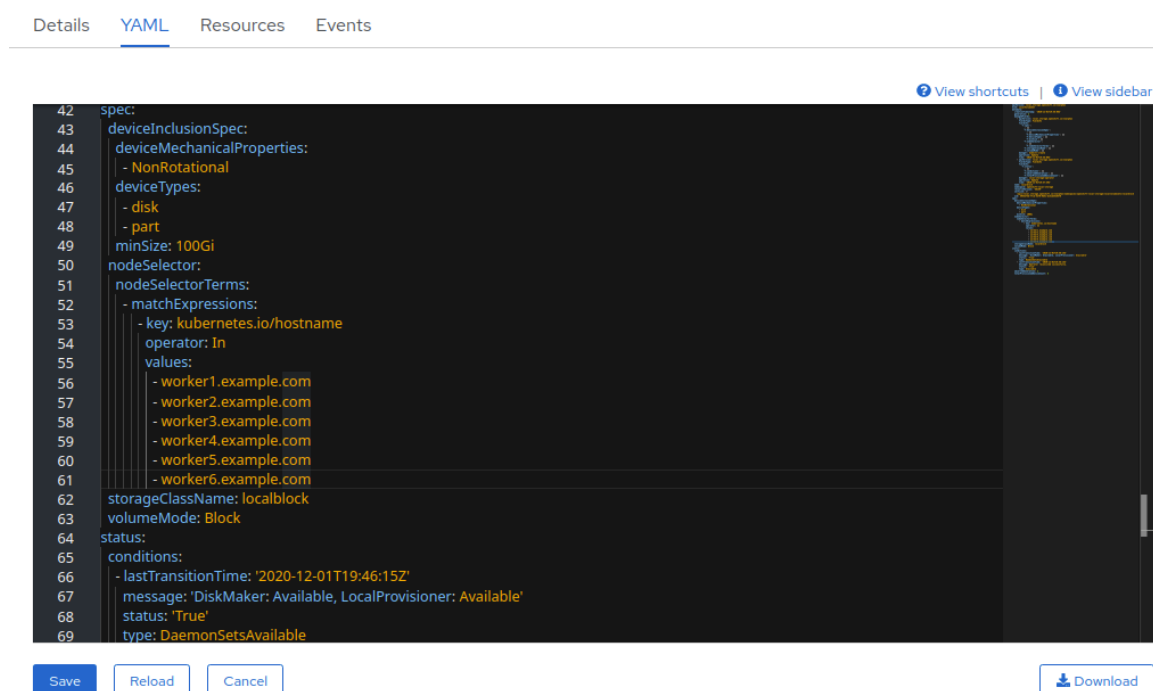 Details YAML Resources Events
View shortcuts | View sidebar
42 spec:
43 deviceInclusionSpec:
44 deviceMechanicalProperties:
45 - NonRotational
46 deviceTypes:
47 - disk
48 - part
49 minSize: 100Gi
50 nodeSelector:
51 nodeSelectorTerms:
52 - matchExpressions:
53 - key: kubernetes.io/hostname
54 operator: In
55 values:
56 - worker1.example.com
57 - worker2.example.com
58 - worker3.example.com
59 - worker4.example.com
60 - worker5.example.com
61 - worker6.example.com
62 storageClassName: localblock
63 volumeMode: Block
64 status:
65 conditions:
66 - lastTransitionTime: '2020-12-01T19:46:15Z'
67 message: 'DiskMaker: Available, LocalProvisioner: Available'
68 status: 'True'
69 type: DaemonSetsAvailable
Save Reload Cancel Download